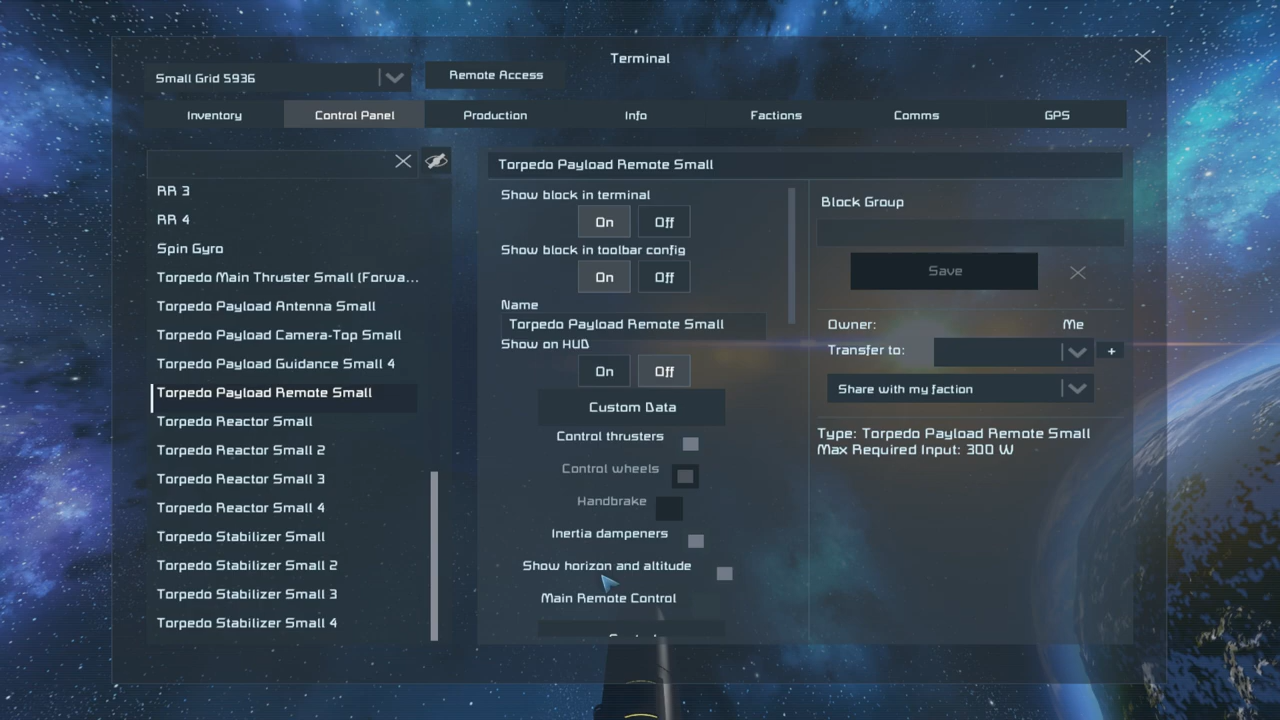 Terminal
Small Grid 5936
Remote Access
Inventory
Control Panel
Production
Info
Factions
Comms
GPS
RR 3
RR 4
Spin Gyro
Torpedo Main Thruster Small (Forwa...
Torpedo Payload Antenna Small
Torpedo Payload Camera-Top Small
Torpedo Payload Guidance Small 4
Torpedo Payload Remote Small
Torpedo Reactor Small
Torpedo Reactor Small 2
Torpedo Reactor Small 3
Torpedo Reactor Small 4
Torpedo Stabilizer Small
Torpedo Stabilizer Small 2
Torpedo Stabilizer Small 3
Torpedo Stabilizer Small 4
Torpedo Payload Remote Small
Show block in terminal
On Off
Show block in toolbar config
On Off
Name
Torpedo Payload Remote Small
Show on HUD
On Off
Custom Data
Control thrusters
Control wheels
Handbrake
Inertia dampeners
Show horizon and altitude
Main Remote Control
Block Group
Save
Owner: Me
Transfer to:
+
Share with my faction
Type: Torpedo Payload Remote Small
Max Required Input: 300 W